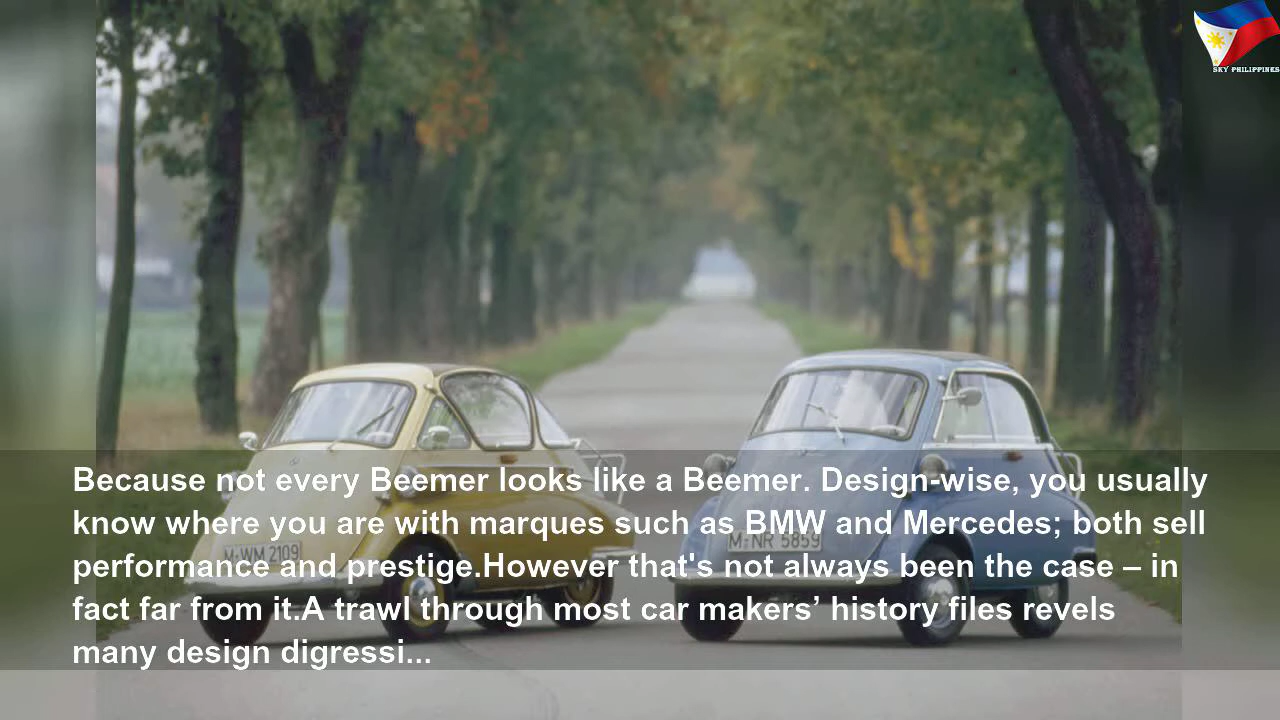 SKY PHILIPPINES
Because not every Beemer looks like a Beemer. Design-wise, you usually
know where you are with marques such as BMW and Mercedes; both sell
performance and prestige.However that's not always been the case – in
fact far from it.A trawl through most car makers’ history files revels
many design digressi...
M-WM 2109
M-NR 5859